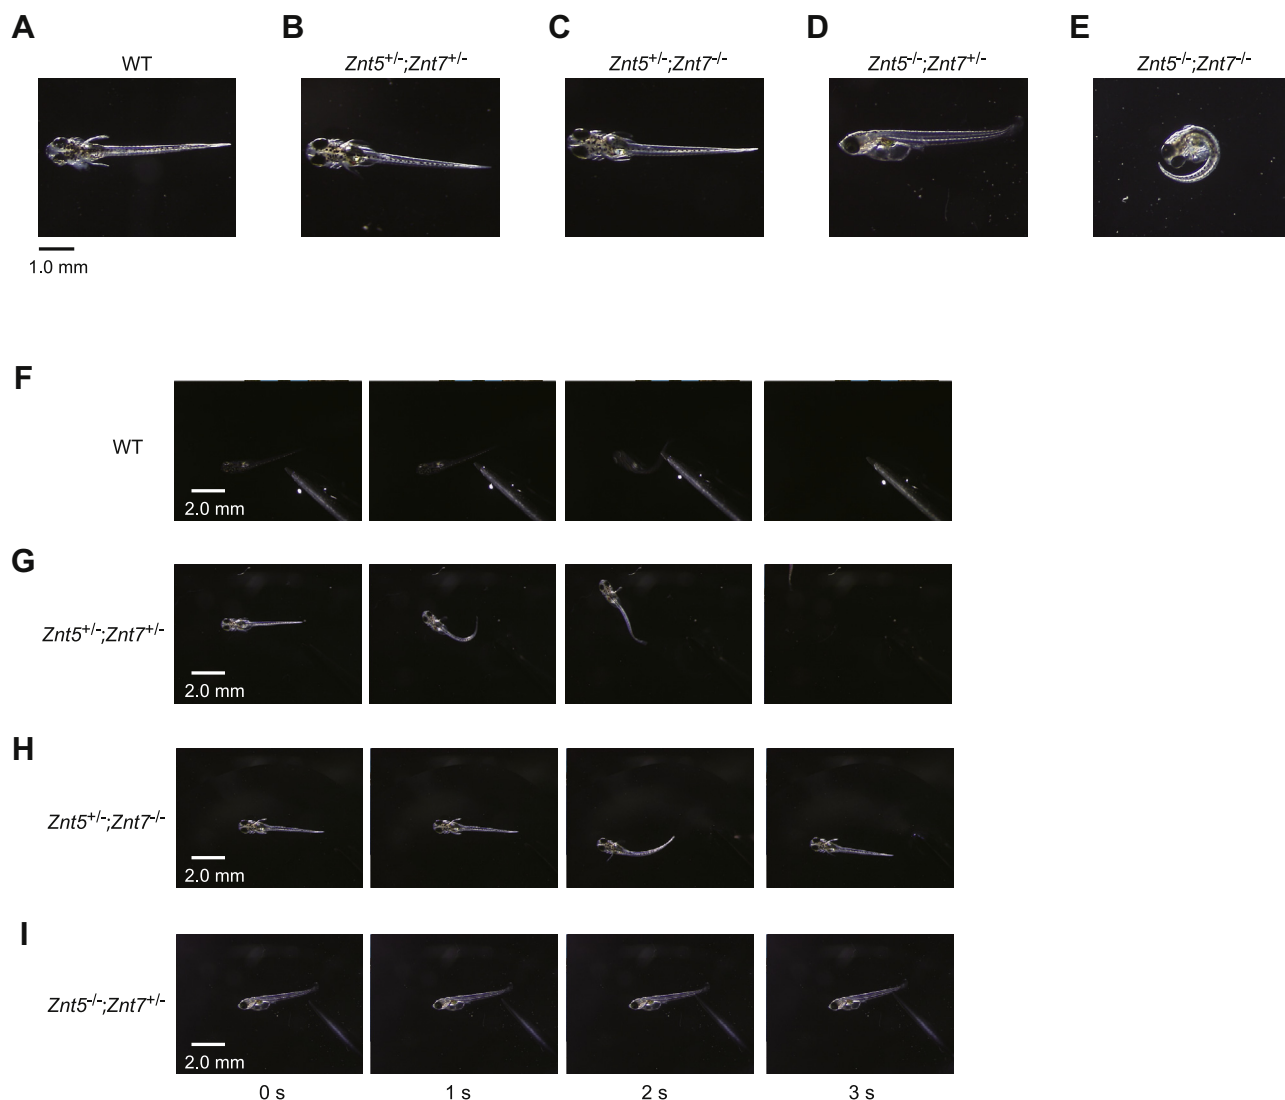 A B C D E
WT Znt5+/-;Znt7+/- Znt5+/-;Znt7-/- Znt5-/-;Znt7+/- Znt5-/-;Znt7-/-
1.0 mm
F
WT
2.0 mm
G
Znt5+/-;Znt7+/-
2.0 mm
H
Znt5+/-;Znt7-/-
2.0 mm
I
Znt5-/-;Znt7+/-
2.0 mm
0 s 1 s 2 s 3 s